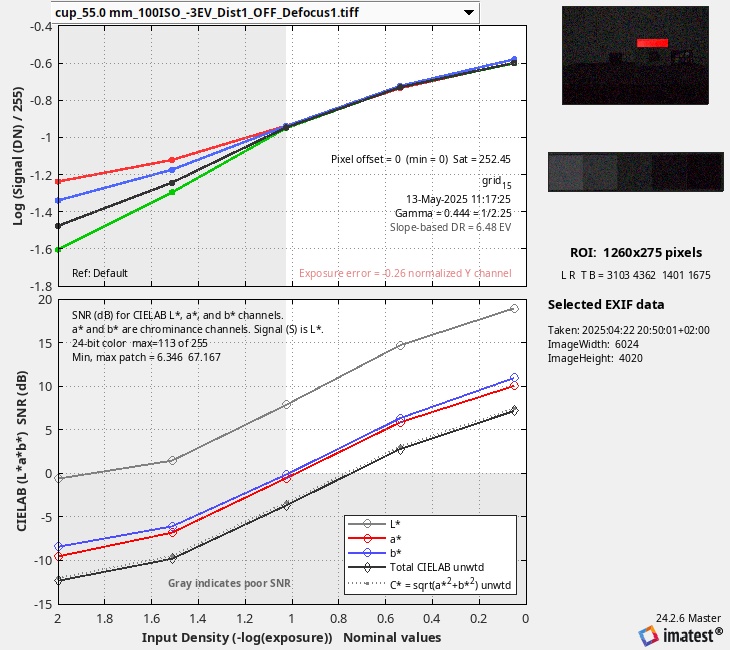 cup_55.0 mm_100ISO_-3EV_Dist1_OFF_Defocus1.tiff
-0.4
-0.6
-0.8
-1
-1.2
-1.4
-1.6
-1.8
Log (Signal (DN) / 255)
Pixel offset = 0 (min = 0) Sat = 252.45
grid15
13-May-2025 11:17:25
Gamma = 0.444 = 1/2.25
Slope-based DR = 6.48 EV
Ref: Default
Exposure error = -0.26 normalized Y channel
ROI: 1260x275 pixels
L R T B = 3103 4362 1401 1675
Selected EXIF data
Taken: 2025:04:22 20:50:01+02:00
ImageWidth: 6024
ImageHeight: 4020
20
15
10
5
0
-5
-10
-15
CIELAB (L*a*b*) SNR (dB)
SNR (dB) for CIELAB L*, a*, and b* channels.
a* and b* are chrominance channels. Signal (S) is L*.
24-bit color max=113 of 255
Min, max patch = 6.346 67.167
L*
a*
b*
Total CIELAB unwtd
C* = sqrt(a*2+b*2) unwtd
Gray indicates poor SNR
2 1.8 1.6 1.4 1.2 1 0.8 0.6 0.4 0.2 0
Input Density (-log(exposure)) Nominal values
24.2.6 Master
imatest®